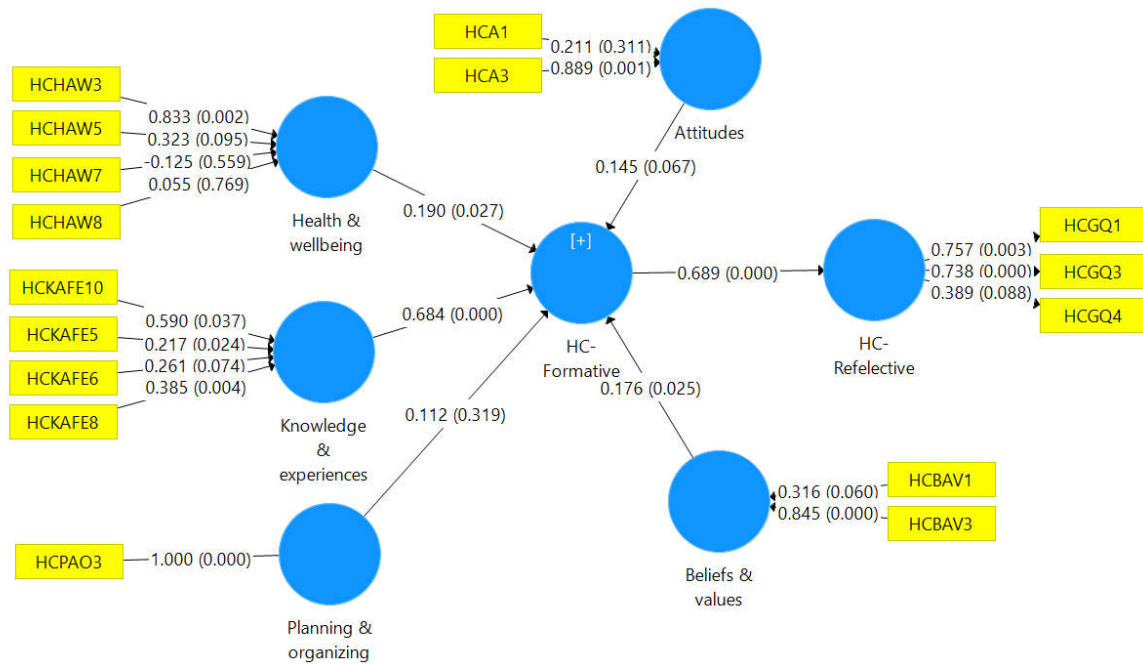 HCA1
0.211 (0.311)
HCA3
0.889 (0.001)
Attitudes
0.145 (0.067)
HCHAW3
0.833 (0.002)
HCHAW5
0.323 (0.095)
-0.125 (0.559)
HCHAW7
0.055 (0.769)
HCHAW8
Health &
wellbeing
0.190 (0.027)
[+]
HC-
Formative
0.689 (0.000)
HC-
Refelective
HCGQ1
0.757 (0.003)
0.738 (0.000)
HCGQ3
0.389 (0.088)
HCGQ4
HCKAFE10
0.590 (0.037)
HCKAFE5
0.217 (0.024)
0.261 (0.074)
HCKAFE6
0.385 (0.004)
HCKAFE8
Knowledge
&
experiences
0.684 (0.000)
0.112 (0.319)
0.176 (0.025)
HCPAO3
1.000 (0.000)
Planning &
organizing
Beliefs &
values
0.316 (0.060)
HCBAV1
0.845 (0.000)
HCBAV3